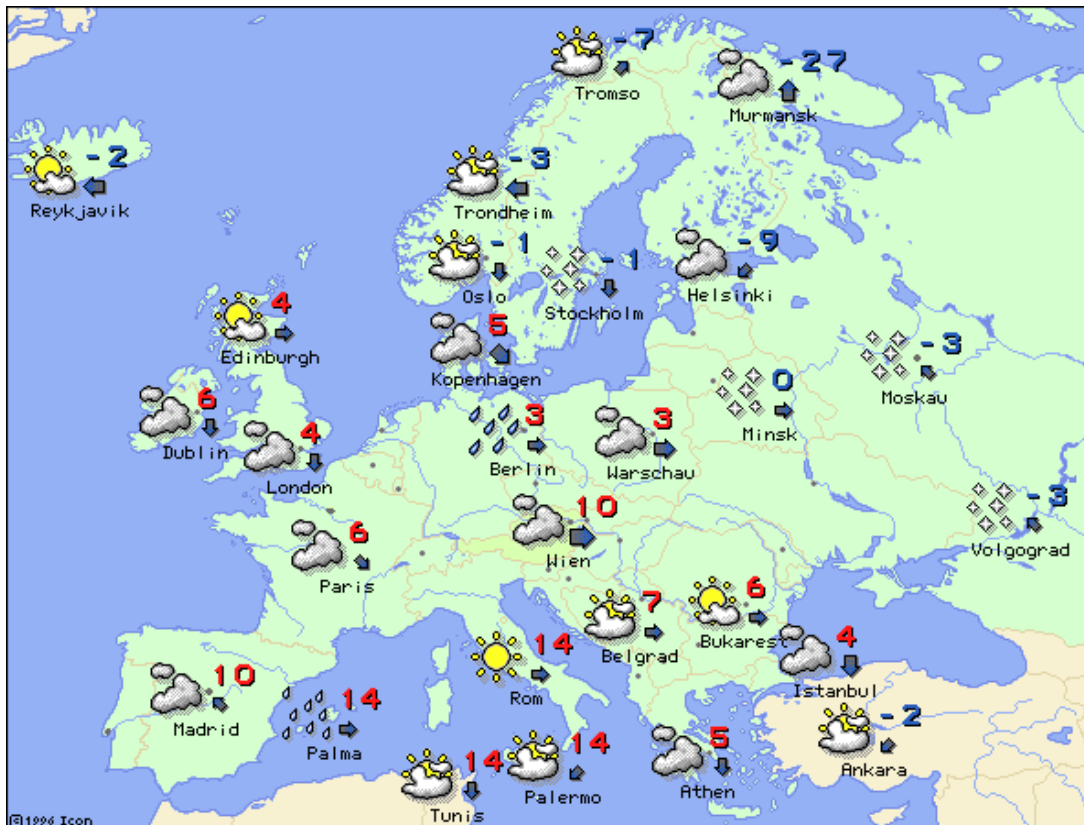 - 7
Tromso
- 27
Murmansk
- 2
Reykjavik
- 3
Trondheim
- 1
Oslo
- 1
Stockholm
- 9
Helsinki
4
Edinburgh
5
Kopenhagen
- 3
Moskau
6
Dublin
4
London
3
Berlin
3
Warschau
0
Minsk
- 3
Volgograd
6
Paris
10
Wien
7
Belgrad
6
Bukarest
4
Istanbul
10
Madrid
14
Palma
14
Rom
14
Tunis
14
Palermo
5
Athen
- 2
Ankara
©1996 Icon